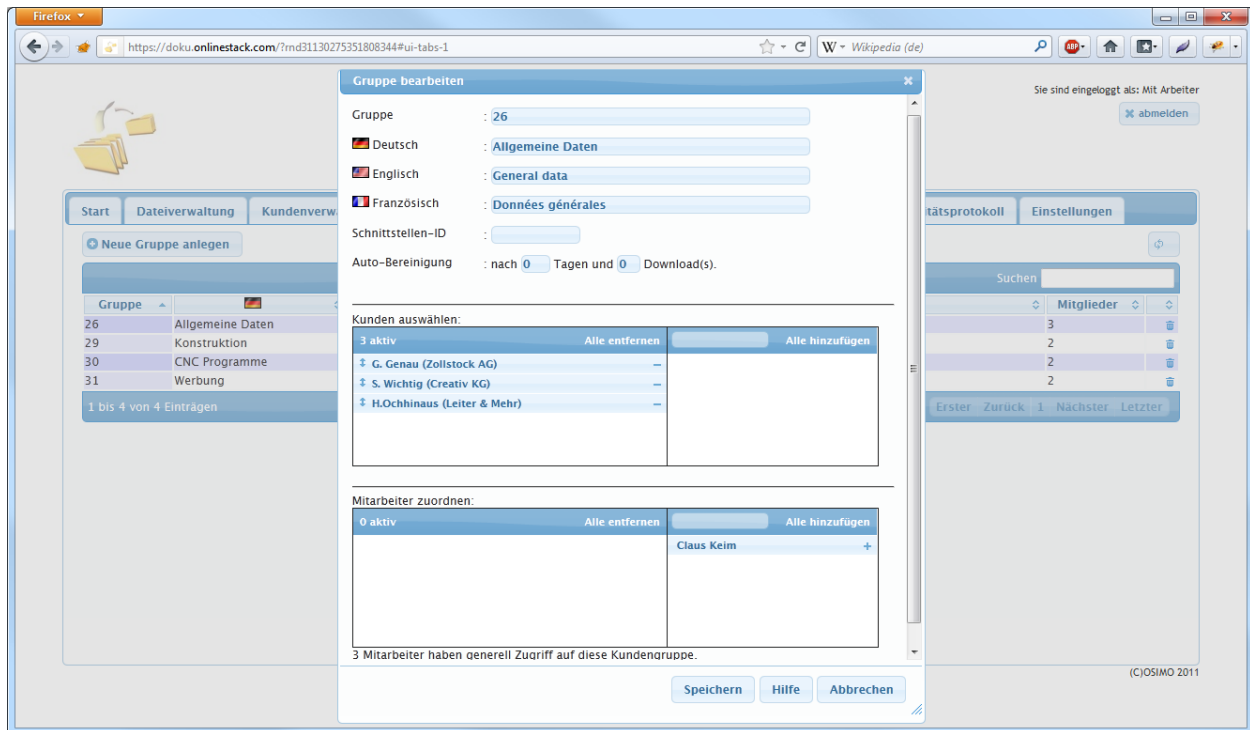 Firefox
https://doku.onlinestack.com/?rnd31130275351808344#ui-tabs-1
W Wikipedia (de)
ABP
Sie sind eingeloggt als: Mit Arbeiter
abmelden
Start Dateiverwaltung Kundenverw
itätsprotokoll Einstellungen
Neue Gruppe anlegen
Suchen
Gruppe Mitglieder
26 Allgemeine Daten 3
29 Konstruktion 2
30 CNC Programme 2
31 Werbung 2
1 bis 4 von 4 Einträgen Erster Zurück 1 Nächster Letzter
Gruppe bearbeiten
Gruppe : 26
Deutsch : Allgemeine Daten
Englisch : General data
Französisch : Données générales
Schnittstellen-ID :
Auto-Bereinigung : nach 0 Tagen und 0 Download(s).
Kunden auswählen:
3 aktiv Alle entfernen Alle hinzufügen
G. Genau (Zollstock AG)
S. Wichtig (Creativ KG)
H.Ochhinaus (Leiter & Mehr)
Mitarbeiter zuordnen:
0 aktiv Alle entfernen Alle hinzufügen
Claus Keim +
3 Mitarbeiter haben generell Zugriff auf diese Kundengruppe.
Speichern Hilfe Abbrechen
(C)OSIMO 2011